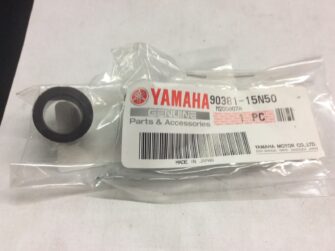 YAMAHA 90381-15N50
GENUINE
Parts & Accessories
1 PC
MADE IN JAPAN
YAMAHA MOTOR CO.,LTD.